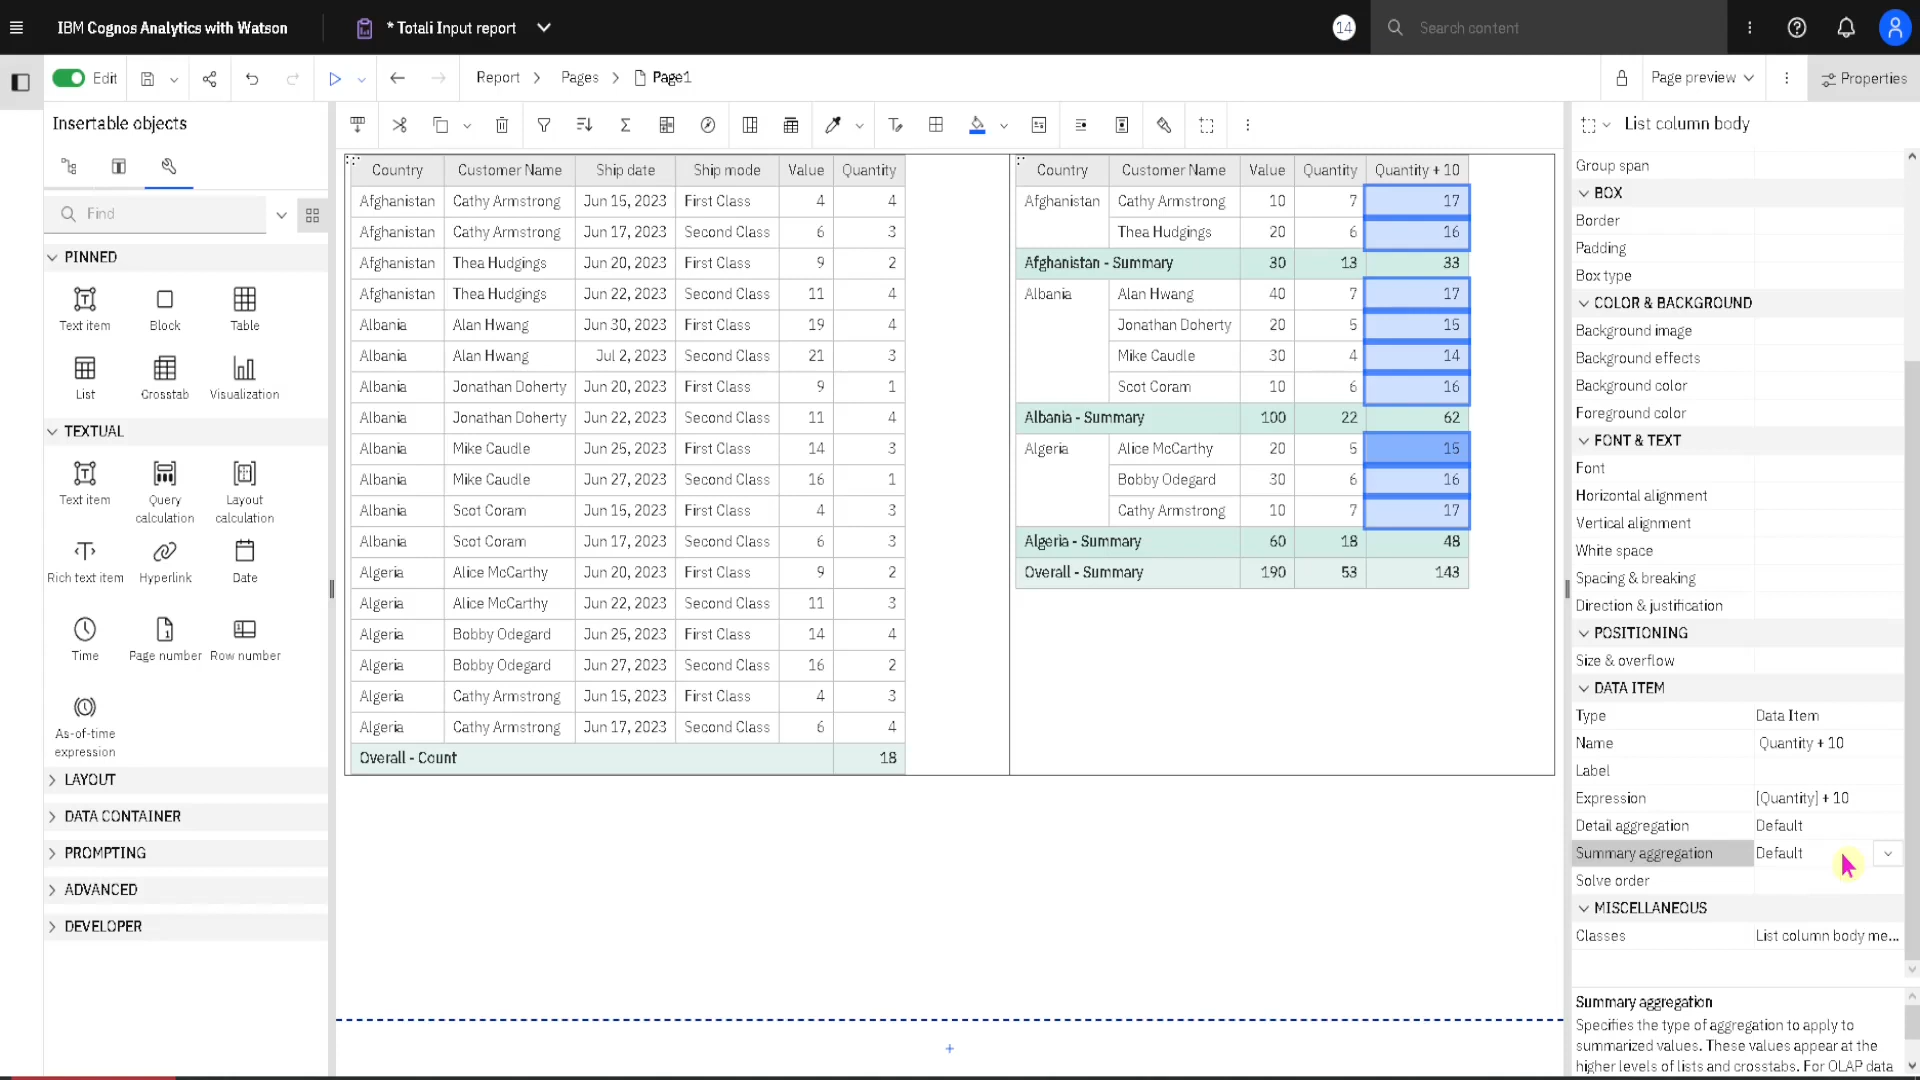 IBM Cognos Analytics with Watson
* Totali Input report
14
Search content
Edit
Report > Pages > Page1
Page preview
Properties
Insertable objects
Find
PINNED
Text item
Block
Table
List
Crosstab
Visualization
TEXTUAL
Text item
Query calculation
Layout calculation
Rich text item
Hyperlink
Date
Time
Page number
Row number
As-of-time expression
LAYOUT
DATA CONTAINER
PROMPTING
ADVANCED
DEVELOPER
Country Customer Name Ship date Ship mode Value Quantity
Afghanistan Cathy Armstrong Jun 15, 2023 First Class 4 4
Afghanistan Cathy Armstrong Jun 17, 2023 Second Class 6 3
Afghanistan Thea Hudgings Jun 20, 2023 First Class 9 2
Afghanistan Thea Hudgings Jun 22, 2023 Second Class 11 4
Albania Alan Hwang Jun 30, 2023 First Class 19 4
Albania Alan Hwang Jul 2, 2023 Second Class 21 3
Albania Jonathan Doherty Jun 20, 2023 First Class 9 1
Albania Jonathan Doherty Jun 22, 2023 Second Class 11 4
Albania Mike Caudle Jun 25, 2023 First Class 14 3
Albania Mike Caudle Jun 27, 2023 Second Class 16 1
Albania Scot Coram Jun 15, 2023 First Class 4 3
Albania Scot Coram Jun 17, 2023 Second Class 6 3
Algeria Alice McCarthy Jun 20, 2023 First Class 9 2
Algeria Alice McCarthy Jun 22, 2023 Second Class 11 3
Algeria Bobby Odegard Jun 25, 2023 First Class 14 4
Algeria Bobby Odegard Jun 27, 2023 Second Class 16 2
Algeria Cathy Armstrong Jun 15, 2023 First Class 4 3
Algeria Cathy Armstrong Jun 17, 2023 Second Class 6 4
Overall - Count 18
Country Customer Name Value Quantity Quantity + 10
Afghanistan Cathy Armstrong 10 7 17
Thea Hudgings 20 6 16
Afghanistan - Summary 30 13 33
Albania Alan Hwang 40 7 17
Jonathan Doherty 20 5 15
Mike Caudle 30 4 14
Scot Coram 10 6 16
Albania - Summary 100 22 62
Algeria Alice McCarthy 20 5 15
Bobby Odegard 30 6 16
Cathy Armstrong 10 7 17
Algeria - Summary 60 18 48
Overall - Summary 190 53 143
List column body
Group span
BOX
Border
Padding
Box type
COLOR & BACKGROUND
Background image
Background effects
Background color
Foreground color
FONT & TEXT
Font
Horizontal alignment
Vertical alignment
White space
Spacing & breaking
Direction & justification
POSITIONING
Size & overflow
DATA ITEM
Type Data Item
Name Quantity + 10
Label
Expression [Quantity] + 10
Detail aggregation Default
Summary aggregation Default
Solve order
MISCELLANEOUS
Classes List column body me...
Summary aggregation
Specifies the type of aggregation to apply to
summarized values. These values appear at the
higher levels of lists and crosstabs. For OLAP data